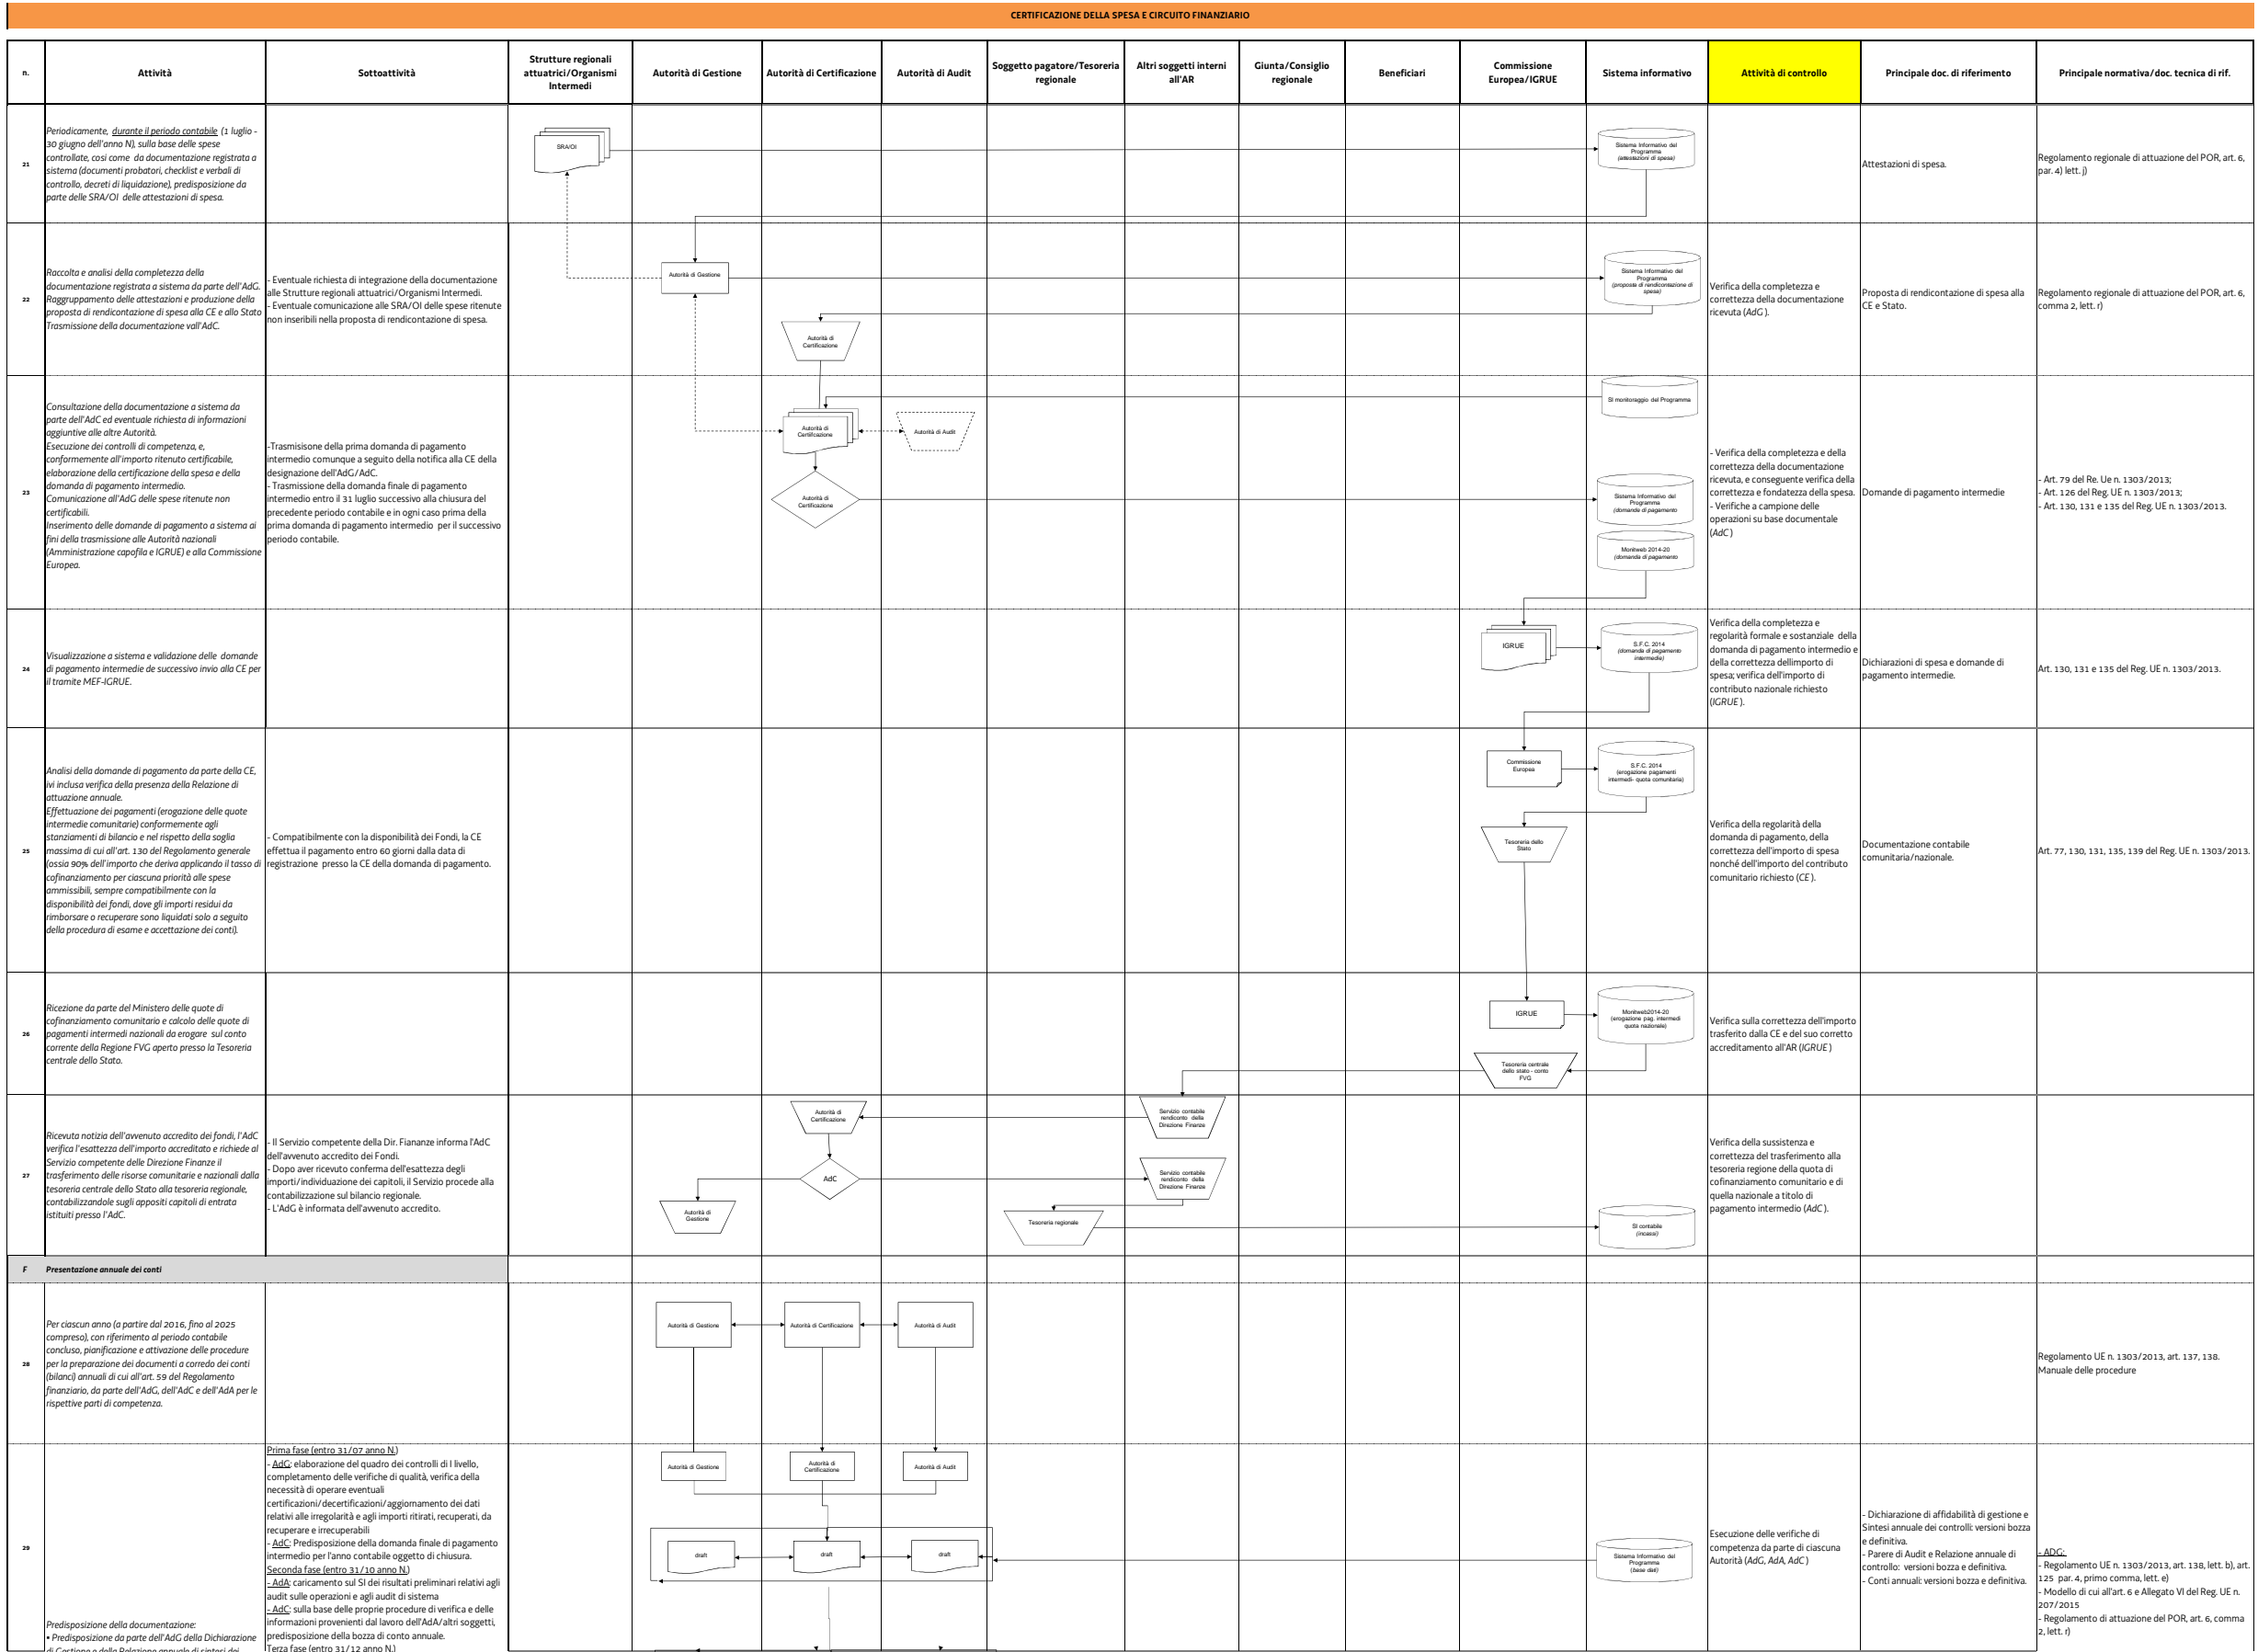 CERTIFICAZIONE DELLA SPESA E CIRCUITO FINANZIARIO
n.
Attività
Sottoattività
Strutture regionali
attuatrici/Organismi
Intermedi
Autorità di Gestione
Autorità di Certificazione
Autorità di Audit
Soggetto pagatore/Tesoreria
regionale
Altri soggetti interni
all'AR
Giunta/Consiglio
regionale
Beneficiari
Commissione
Europea/IGRUE
Sistema informativo
Attività di controllo
Principale doc. di riferimento
Principale normativa/doc. tecnica di rif.
21
Periodicamente, durante il periodo contabile (1 luglio -
30 giugno dell'anno N), sulla base delle spese
controllate, cosi come da documentazione registrata a
sistema (documenti probatori, checklist e verbali di
controllo, decreti di liquidazione), predisposizione da
parte delle SRA/OI delle attestazioni di spesa.
SRA/OI
Sistema Informativo del
Programma
(attestazioni di spesa)
Attestazioni di spesa.
Regolamento regionale di attuazione del POR, art. 6,
par. 4) lett. j)
22
Raccolta e analisi della completezza della
documentazione registrata a sistema da parte dell'AdG.
Raggruppamento delle attestazioni e produzione della
proposta di rendicontazione di spesa alla CE e allo Stato
Trasmissione della documentazione vall'AdC.
- Eventuale richiesta di integrazione della documentazione
alle Strutture regionali attuatrici/Organismi Intermedi.
- Eventuale comunicazione alle SRA/OI delle spese ritenute
non inseribili nella proposta di rendicontazione di spesa.
Autorità di Gestione
Autorità di
Certificazione
Sistema Informativo del
Programma
(proposta di rendicontazione di
spesa)
Verifica della completezza e
correttezza della documentazione
ricevuta (AdG ).
Proposta di rendicontazione di spesa alla
CE e Stato.
Regolamento regionale di attuazione del POR, art. 6,
comma 2, lett. r)
23
Consultazione della documentazione a sistema da
parte dell'AdC ed eventuale richiesta di informazioni
aggiuntive alle altre Autorità.
Esecuzione dei controlli di competenza, e,
conformemente all'importo ritenuto certificabile,
elaborazione della certificazione della spesa e della
domanda di pagamento intermedio.
Comunicazione all'AdG delle spese ritenute non
certificabili.
Inserimento delle domande di pagamento a sistema ai
fini della trasmissione alle Autorità nazionali
(Amministrazione capofila e IGRUE) e alla Commissione
Europea.
-Trasmisione della prima domanda di pagamento
intermedio comunque a seguito della notifica alla CE della
designazione dell'AdG/AdC.
- Trasmissione della domanda finale di pagamento
intermedio entro il 31 luglio successivo alla chiusura del
precedente periodo contabile e in ogni caso prima della
prima domanda di pagamento intermedio per il successivo
periodo contabile.
Autorità di
Certificazione
Autorità di Audit
Autorità di
Certificazione
SI monitoraggio del Programma
Sistema Informativo del
Programma
(domande di pagamento
Monitweb 2014-20
(domanda di pagamento
- Verifica della completezza e della
correttezza della documentazione
ricevuta, e conseguente verifica della
correttezza e fondatezza della spesa.
- Verifiche a campione delle
operazioni su base documentale
(AdC )
Domande di pagamento intermedie
- Art. 79 del Re. Ue n. 1303/2013;
- Art. 126 del Reg. UE n. 1303/2013;
- Art. 130, 131 e 135 del Reg. UE n. 1303/2013.
24
Visualizzazione a sistema e validazione delle domande
di pagamento intermedie de successivo invio alla CE per
il tramite MEF-IGRUE.
IGRUE
S.F.C. 2014
(domanda di pagamento
intermedie)
Verifica della completezza e
regolarità formale e sostanziale della
domanda di pagamento intermedio e
della correttezza dellimporto di
spesa; verifica dell'importo di
contributo nazionale richiesto
(IGRUE ).
Dichiarazioni di spesa e domande di
pagamento intermedie.
Art. 130, 131 e 135 del Reg. UE n. 1303/2013.
25
Analisi della domande di pagamento da parte della CE,
ivi inclusa verifica della presenza della Relazione di
attuazione annuale.
Effettuazione dei pagamenti (erogazione delle quote
intermedie comunitarie) conformemente agli
stanziamenti di bilancio e nel rispetto della soglia
massima di cui all'art. 130 del Regolamento generale
(ossia 90% dell'importo che deriva applicando il tasso di
cofinanziamento per ciascuna priorità alle spese
ammissibili, sempre compatibilmente con la
disponibilità dei fondi, dove gli importi residui da
rimborsare o recuperare sono liquidati solo a seguito
della procedura di esame e accettazione dei conti).
- Compatibilmente con la disponibilità dei Fondi, la CE
effettua il pagamento entro 60 giorni dalla data di
registrazione presso la CE della domanda di pagamento.
Commissione
Europea
Tesoreria dello
Stato
S.F.C. 2014
(erogazione pagamenti
intermedi- quota comunitaria)
Verifica della regolarità della
domanda di pagamento, della
correttezza dell'importo di spesa
nonché dell'importo del contributo
comunitario richiesto (CE ).
Documentazione contabile
comunitaria/nazionale.
Art. 77, 130, 131, 135, 139 del Reg. UE n. 1303/2013.
26
Ricezione da parte del Ministero delle quote di
cofinanziamento comunitario e calcolo delle quote di
pagamenti intermedi nazionali da erogare sul conto
corrente della Regione FVG aperto presso la Tesoreria
centrale dello Stato.
IGRUE
Tesoreria centrale
dello stato - conto
FVG
Monitweb2014-20
(erogazione pag. intermedi
quota nazionale)
Verifica sulla correttezza dell'importo
trasferito dalla CE e del suo corretto
accreditamento all'AR (IGRUE )
27
Ricevuta notizia dell'avvenuto accredito dei fondi, l'AdC
verifica l'esattezza dell'importo accreditato e richiede al
Servizio competente delle Direzione Finanze il
trasferimento delle risorse comunitarie e nazionali dalla
tesoreria centrale dello Stato alla tesoreria regionale,
contabilizzandole sugli appositi capitoli di entrata
istituiti presso l'AdC.
- Il Servizio competente della Dir. Fiananze informa l'AdC
dell'avvenuto accredito dei Fondi.
- Dopo aver ricevuto conferma dell'esattezza degli
importi/individuazione dei capitoli, il Servizio procede alla
contabilizzazione sul bilancio regionale.
- L'AdG è informata dell'avvenuto accredito.
Autorità di
Certificazione
AdC
Autorità di
Gestione
Servizio contabile
rendiconto della
Direzione Finanze
Servizio contabile
rendiconto della
Direzione Finanze
Tesoreria regionale
SI contabile
(incassi)
Verifica della sussistenza e
correttezza del trasferimento alla
tesoreria regione della quota di
cofinanziamento comunitario e di
quella nazionale a titolo di
pagamento intermedio (AdC ).
F Presentazione annuale dei conti
28
Per ciascun anno (a partire dal 2016, fino al 2025
compreso), con riferimento al periodo contabile
concluso, pianificazione e attivazione delle procedure
per la preparazione dei documenti a corredo dei conti
(bilanci) annuali di cui all'art. 59 del Regolamento
finanziario, da parte dell'AdG, dell'AdC e dell'AdA per le
rispettive parti di competenza.
Autorità di Gestione
Autorità di Certificazione
Autorità di Audit
Regolamento UE n. 1303/2013, art. 137, 138.
Manuale delle procedure
29
Predisposizione della documentazione:
▪ Predisposizione da parte dell'AdG della Dichiarazione
di Gestione e della Relazione annuale di sintesi dei
Prima fase (entro 31/07 anno N.)
- AdG: elaborazione del quadro dei controlli di I livello,
completamento delle verifiche di qualità, verifica della
necessità di operare eventuali
certificazioni/decertificazioni/aggiornamento dei dati
relativi alle irregolarità e agli importi ritirati, recuperati, da
recuperare e irrecuperabili
- AdC: Predisposizione della domanda finale di pagamento
intermedio per l'anno contabile oggetto di chiusura.
Seconda fase (entro 31/10 anno N.)
- AdA: caricamento sul SI dei risultati preliminari relativi agli
audit sulle operazioni e agli audit di sistema
- AdC: sulla base delle proprie procedure di verifica e delle
informazioni provenienti dal lavoro dell'AdA/altri soggetti,
predisposizione della bozza di conto annuale.
Terza fase (entro 31/12 anno N.)
Autorità di Gestione
Autorità di
Certificazione
Autorità di Audit
draft
draft
draft
Sistema Informativo del
Programma
(base dati)
Esecuzione delle verifiche di
competenza da parte di ciascuna
Autorità (AdG, AdA, AdC )
- Dichiarazione di affidabilità di gestione e
Sintesi annuale dei controlli: versioni bozza
e definitiva.
- Parere di Audit e Relazione annuale di
controllo: versioni bozza e definitiva.
- Conti annuali: versioni bozza e definitiva.
- ADG:
- Regolamento UE n. 1303/2013, art. 138, lett. b), art.
125 par. 4, primo comma, lett. e)
- Modello di cui all'art. 6 e Allegato VI del Reg. UE n.
207/2015
- Regolamento di attuazione del POR, art. 6, comma
2, lett. r)